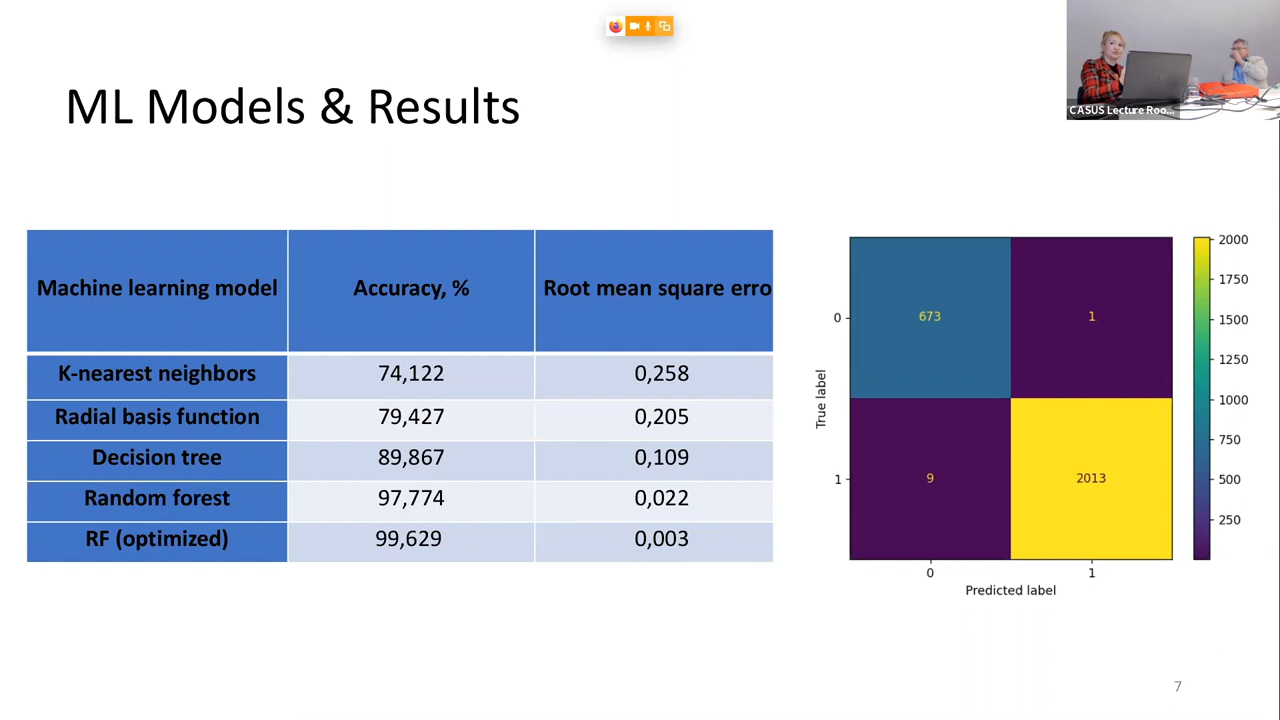 CASUS Lecture Roo...
ML Models & Results
Machine learning model Accuracy, % Root mean square erro
K-nearest neighbors 74,122 0,258
Radial basis function 79,427 0,205
Decision tree 89,867 0,109
Random forest 97,774 0,022
RF (optimized) 99,629 0,003
True label
0
1
673 1
9 2013
0 1
Predicted label
2000
1750
1500
1250
1000
750
500
250
7